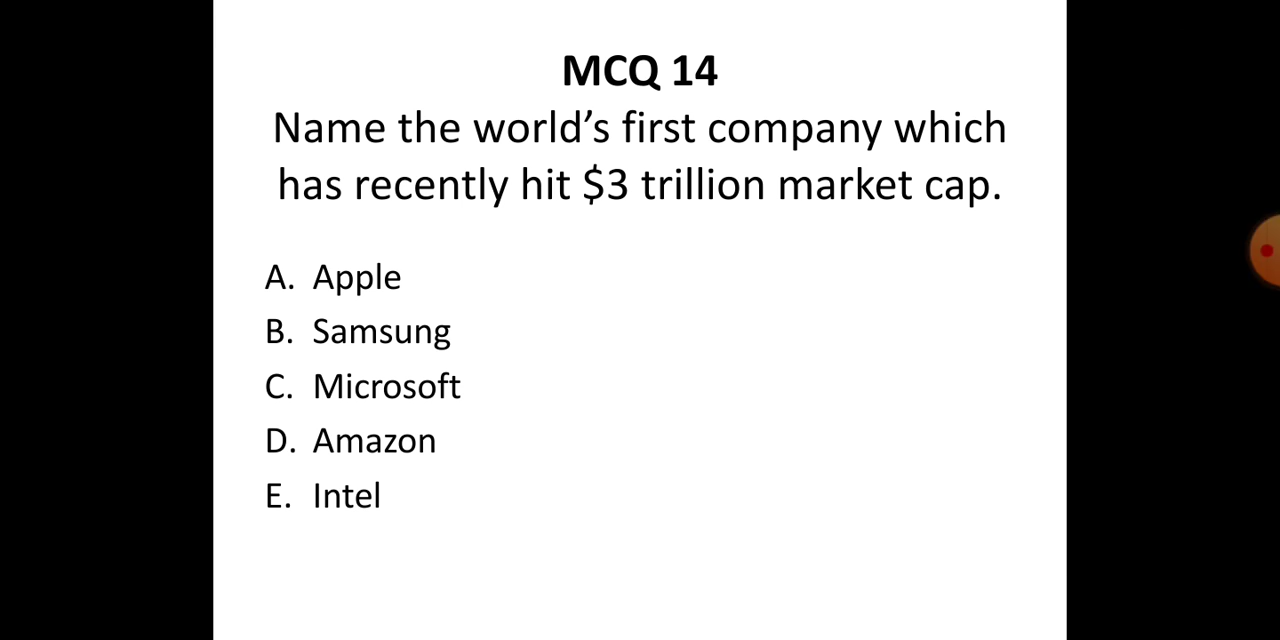 MCQ 14
Name the world’s first company which
has recently hit $3 trillion market cap.
A. Apple
B. Samsung
C. Microsoft
D. Amazon
E. Intel